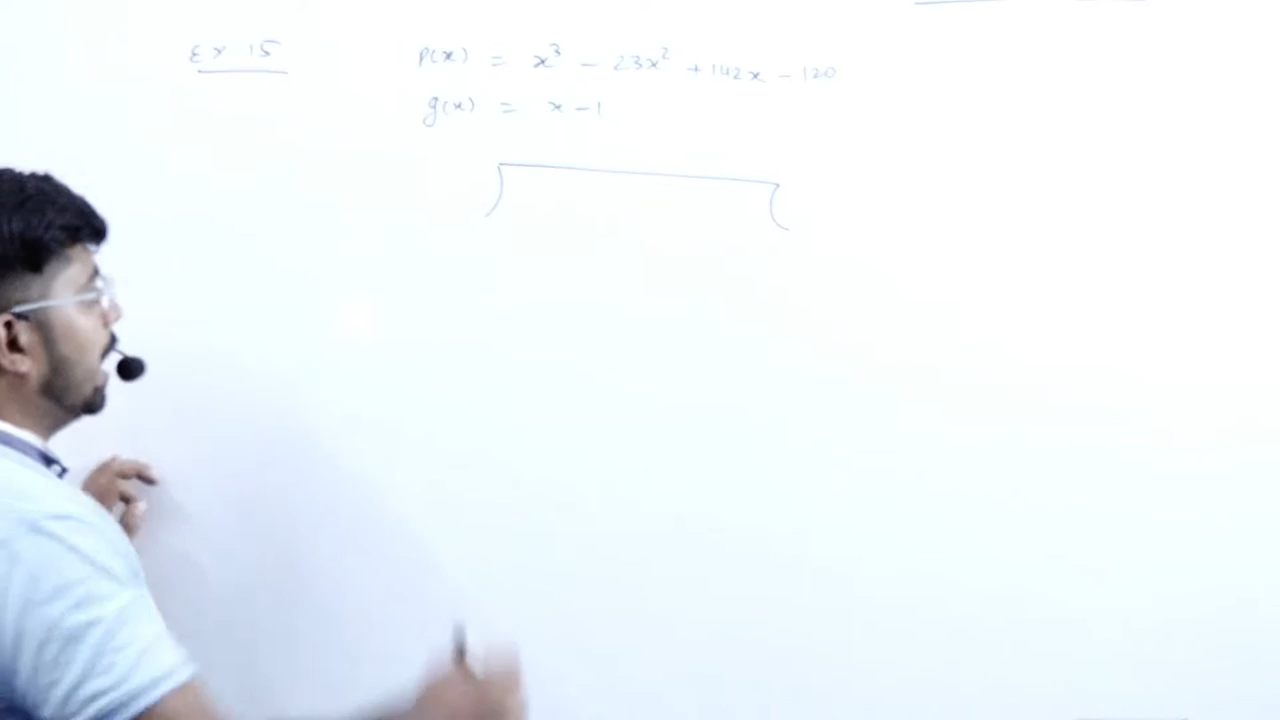 Ex 15
p(x) = x³ - 23x² + 142x - 120
g(x) = x - 1